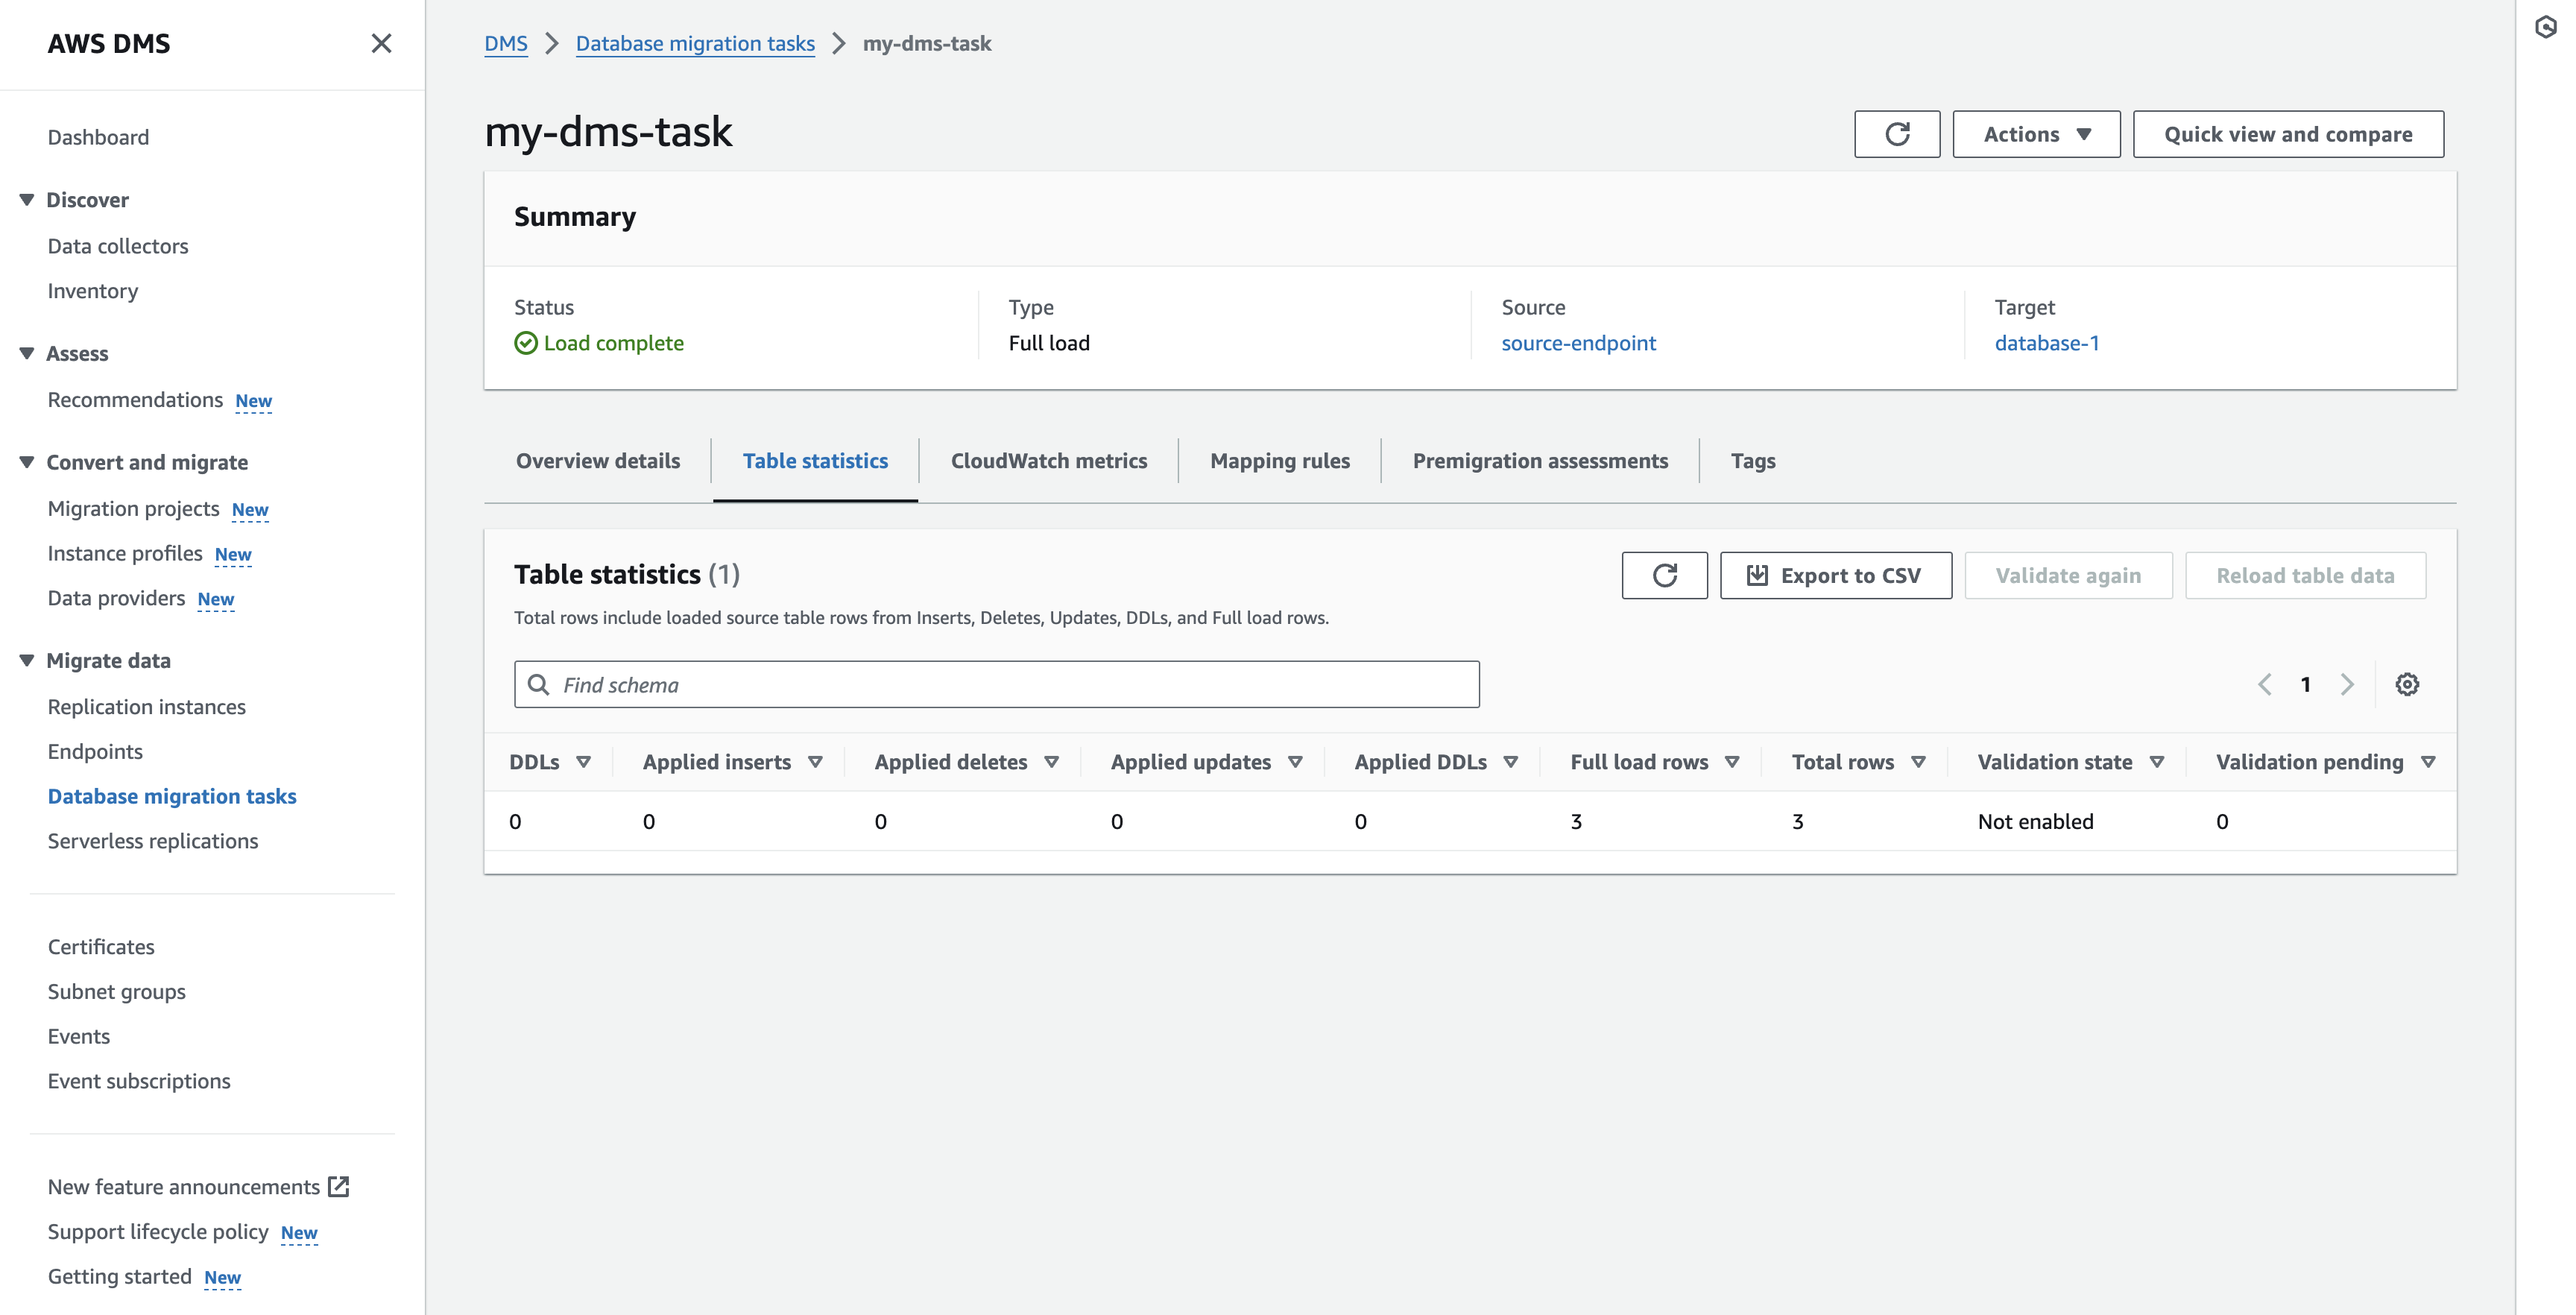 AWS DMS
Dashboard
Discover
Data collectors
Inventory
Assess
Recommendations New
Convert and migrate
Migration projects New
Instance profiles New
Data providers New
Migrate data
Replication instances
Endpoints
Database migration tasks
Serverless replications
Certificates
Subnet groups
Events
Event subscriptions
New feature announcements
Support lifecycle policy New
Getting started New
DMS Database migration tasks my-dms-task
my-dms-task
Actions Quick view and compare
Summary
Status Type Source Target
Load complete Full load source-endpoint database-1
Overview details Table statistics CloudWatch metrics Mapping rules Premigration assessments Tags
Table statistics (1) Export to CSV Validate again Reload table data
Total rows include loaded source table rows from Inserts, Deletes, Updates, DDLs, and Full load rows.
Find schema 1
DDLs Applied inserts Applied deletes Applied updates Applied DDLs Full load rows Total rows Validation state Validation pending
0 0 0 0 0 3 3 Not enabled 0